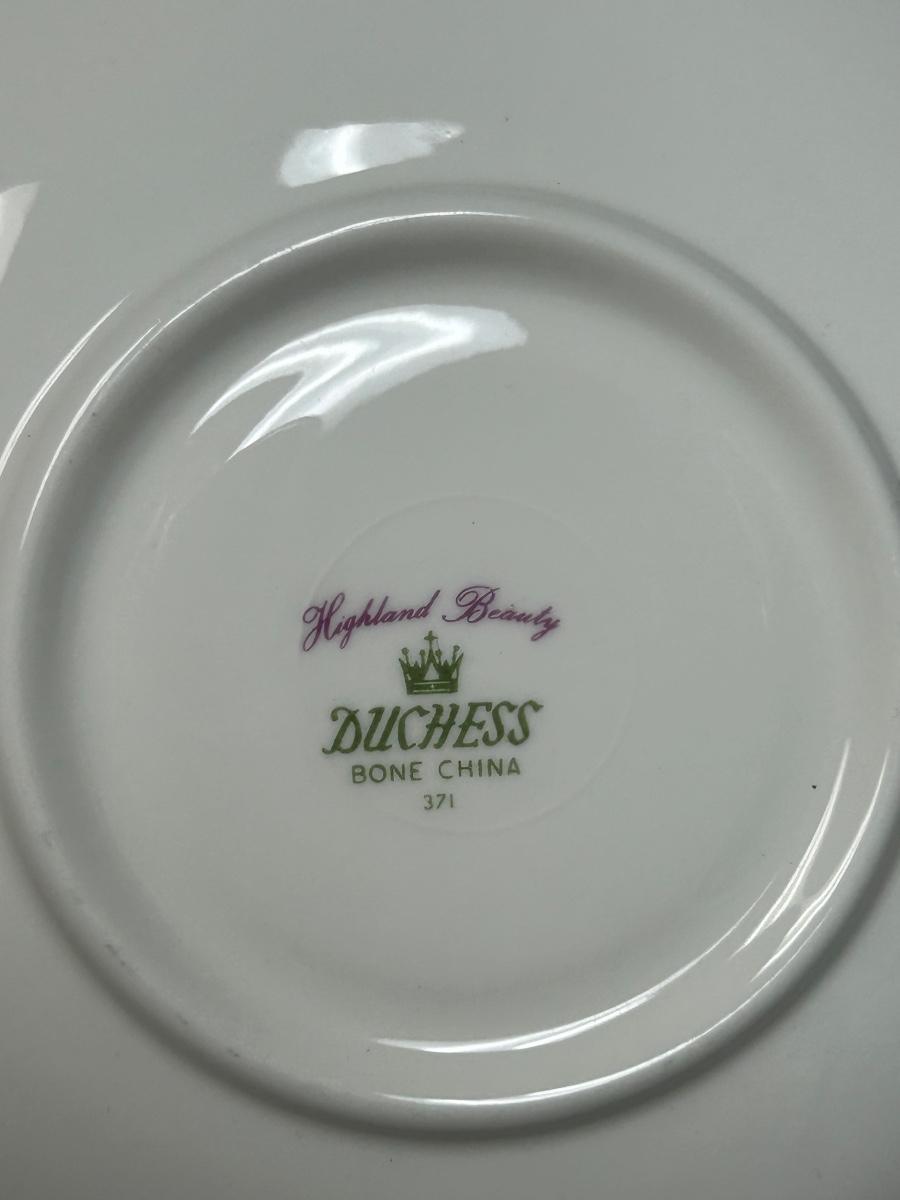 Highland Beauty
DUCHESS
BONE CHINA
371